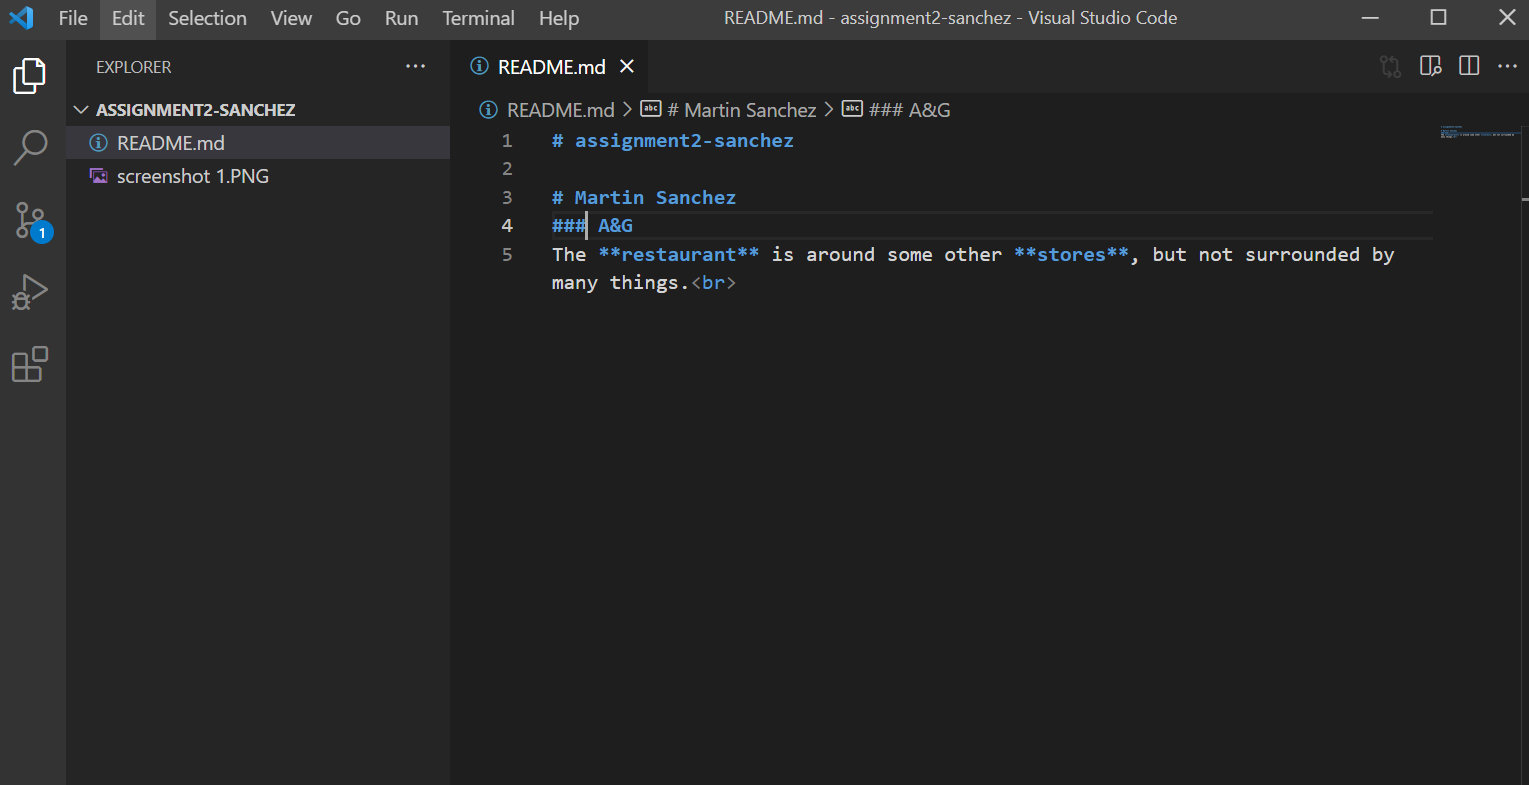 File Edit Selection View Go Run Terminal Help README.md - assignment2-sanchez - Visual Studio Code
EXPLORER
ASSIGNMENT2-SANCHEZ
README.md
screenshot 1.PNG
1
README.md
README.md > # Martin Sanchez > ### A&G
1 # assignment2-sanchez
2
3 # Martin Sanchez
4 ### A&G
5 The **restaurant** is around some other **stores**, but not surrounded by
many things.<br>